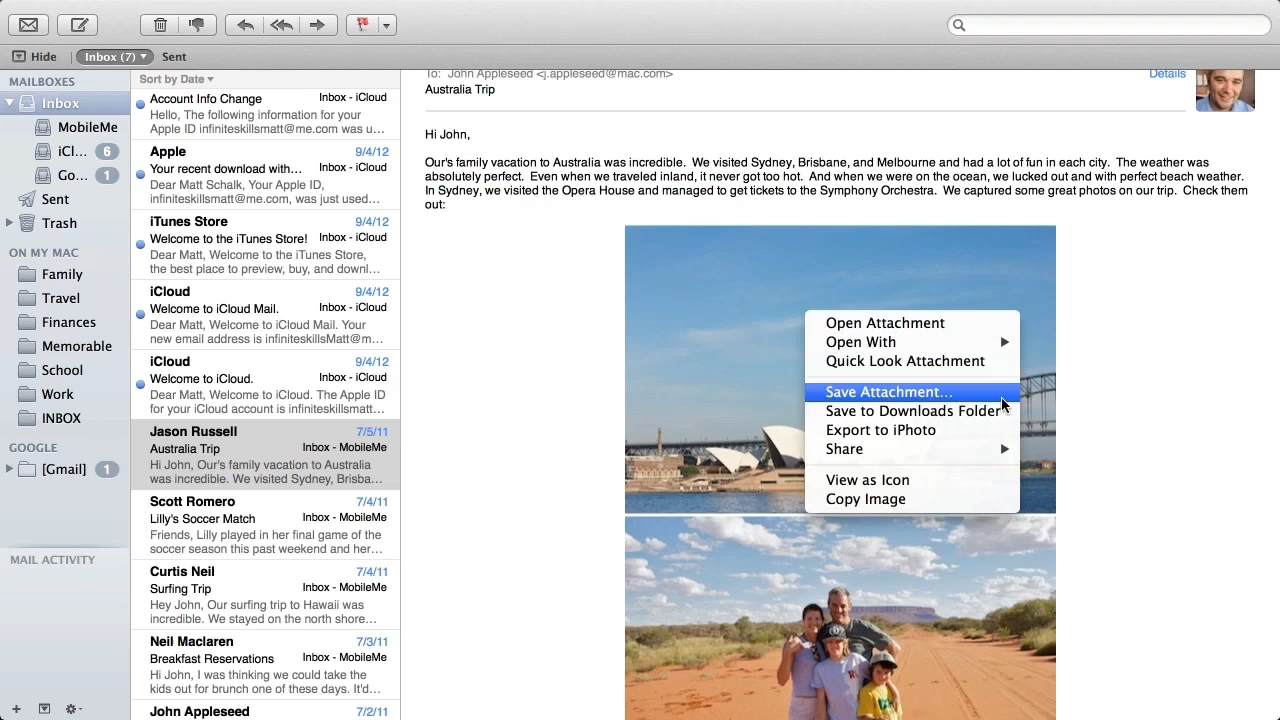 Hide
Inbox (7)
Sent
MAILBOXES
Inbox
MobileMe
iCl... 6
Go... 1
Sent
Trash
ON MY MAC
Family
Travel
Finances
Memorable
School
Work
INBOX
GOOGLE
[Gmail] 1
MAIL ACTIVITY
Sort by Date
Account Info Change Inbox - iCloud
Hello, The following information for your
Apple ID infiniteskillsmatt@me.com was u...
Apple 9/4/12
Your recent download with... Inbox - iCloud
Dear Matt Schalk, Your Apple ID,
infiniteskillsmatt@me.com, was just used...
iTunes Store 9/4/12
Welcome to the iTunes Store! Inbox - iCloud
Dear Matt, Welcome to the iTunes Store,
the best place to preview, buy, and downl...
iCloud 9/4/12
Welcome to iCloud Mail. Inbox - iCloud
Dear Matt, Welcome to iCloud Mail. Your
new email address is infiniteskillsMatt@m...
iCloud 9/4/12
Welcome to iCloud. Inbox - iCloud
Dear Matt, Welcome to iCloud. The Apple ID
for your iCloud account is infiniteskillsmatt...
Jason Russell 7/5/11
Australia Trip Inbox - MobileMe
Hi John, Our's family vacation to Australia
was incredible. We visited Sydney, Brisba...
Scott Romero 7/4/11
Lilly's Soccer Match Inbox - MobileMe
Friends, Lilly played in her final game of the
soccer season this past weekend and her...
Curtis Neil 7/4/11
Surfing Trip Inbox - MobileMe
Hey John, Our surfing trip to Hawaii was
incredible. We stayed on the north shore...
Neil Maclaren 7/3/11
Breakfast Reservations Inbox - MobileMe
Hi John, I was thinking we could take the
kids out for brunch one of these days. It'd...
John Appleseed 7/2/11
To: John Appleseed <j.appleseed@mac.com> Details
Australia Trip
Hi John,
Our's family vacation to Australia was incredible. We visited Sydney, Brisbane, and Melbourne and had a lot of fun in each city. The weather was
absolutely perfect. Even when we traveled inland, it never got too hot. And when we were on the ocean, we lucked out and with perfect beach weather.
In Sydney, we visited the Opera House and managed to get tickets to the Symphony Orchestra. We captured some great photos on our trip. Check them
out:
Open Attachment
Open With
Quick Look Attachment
Save Attachment...
Save to Downloads Folder
Export to iPhoto
Share
View as Icon
Copy Image